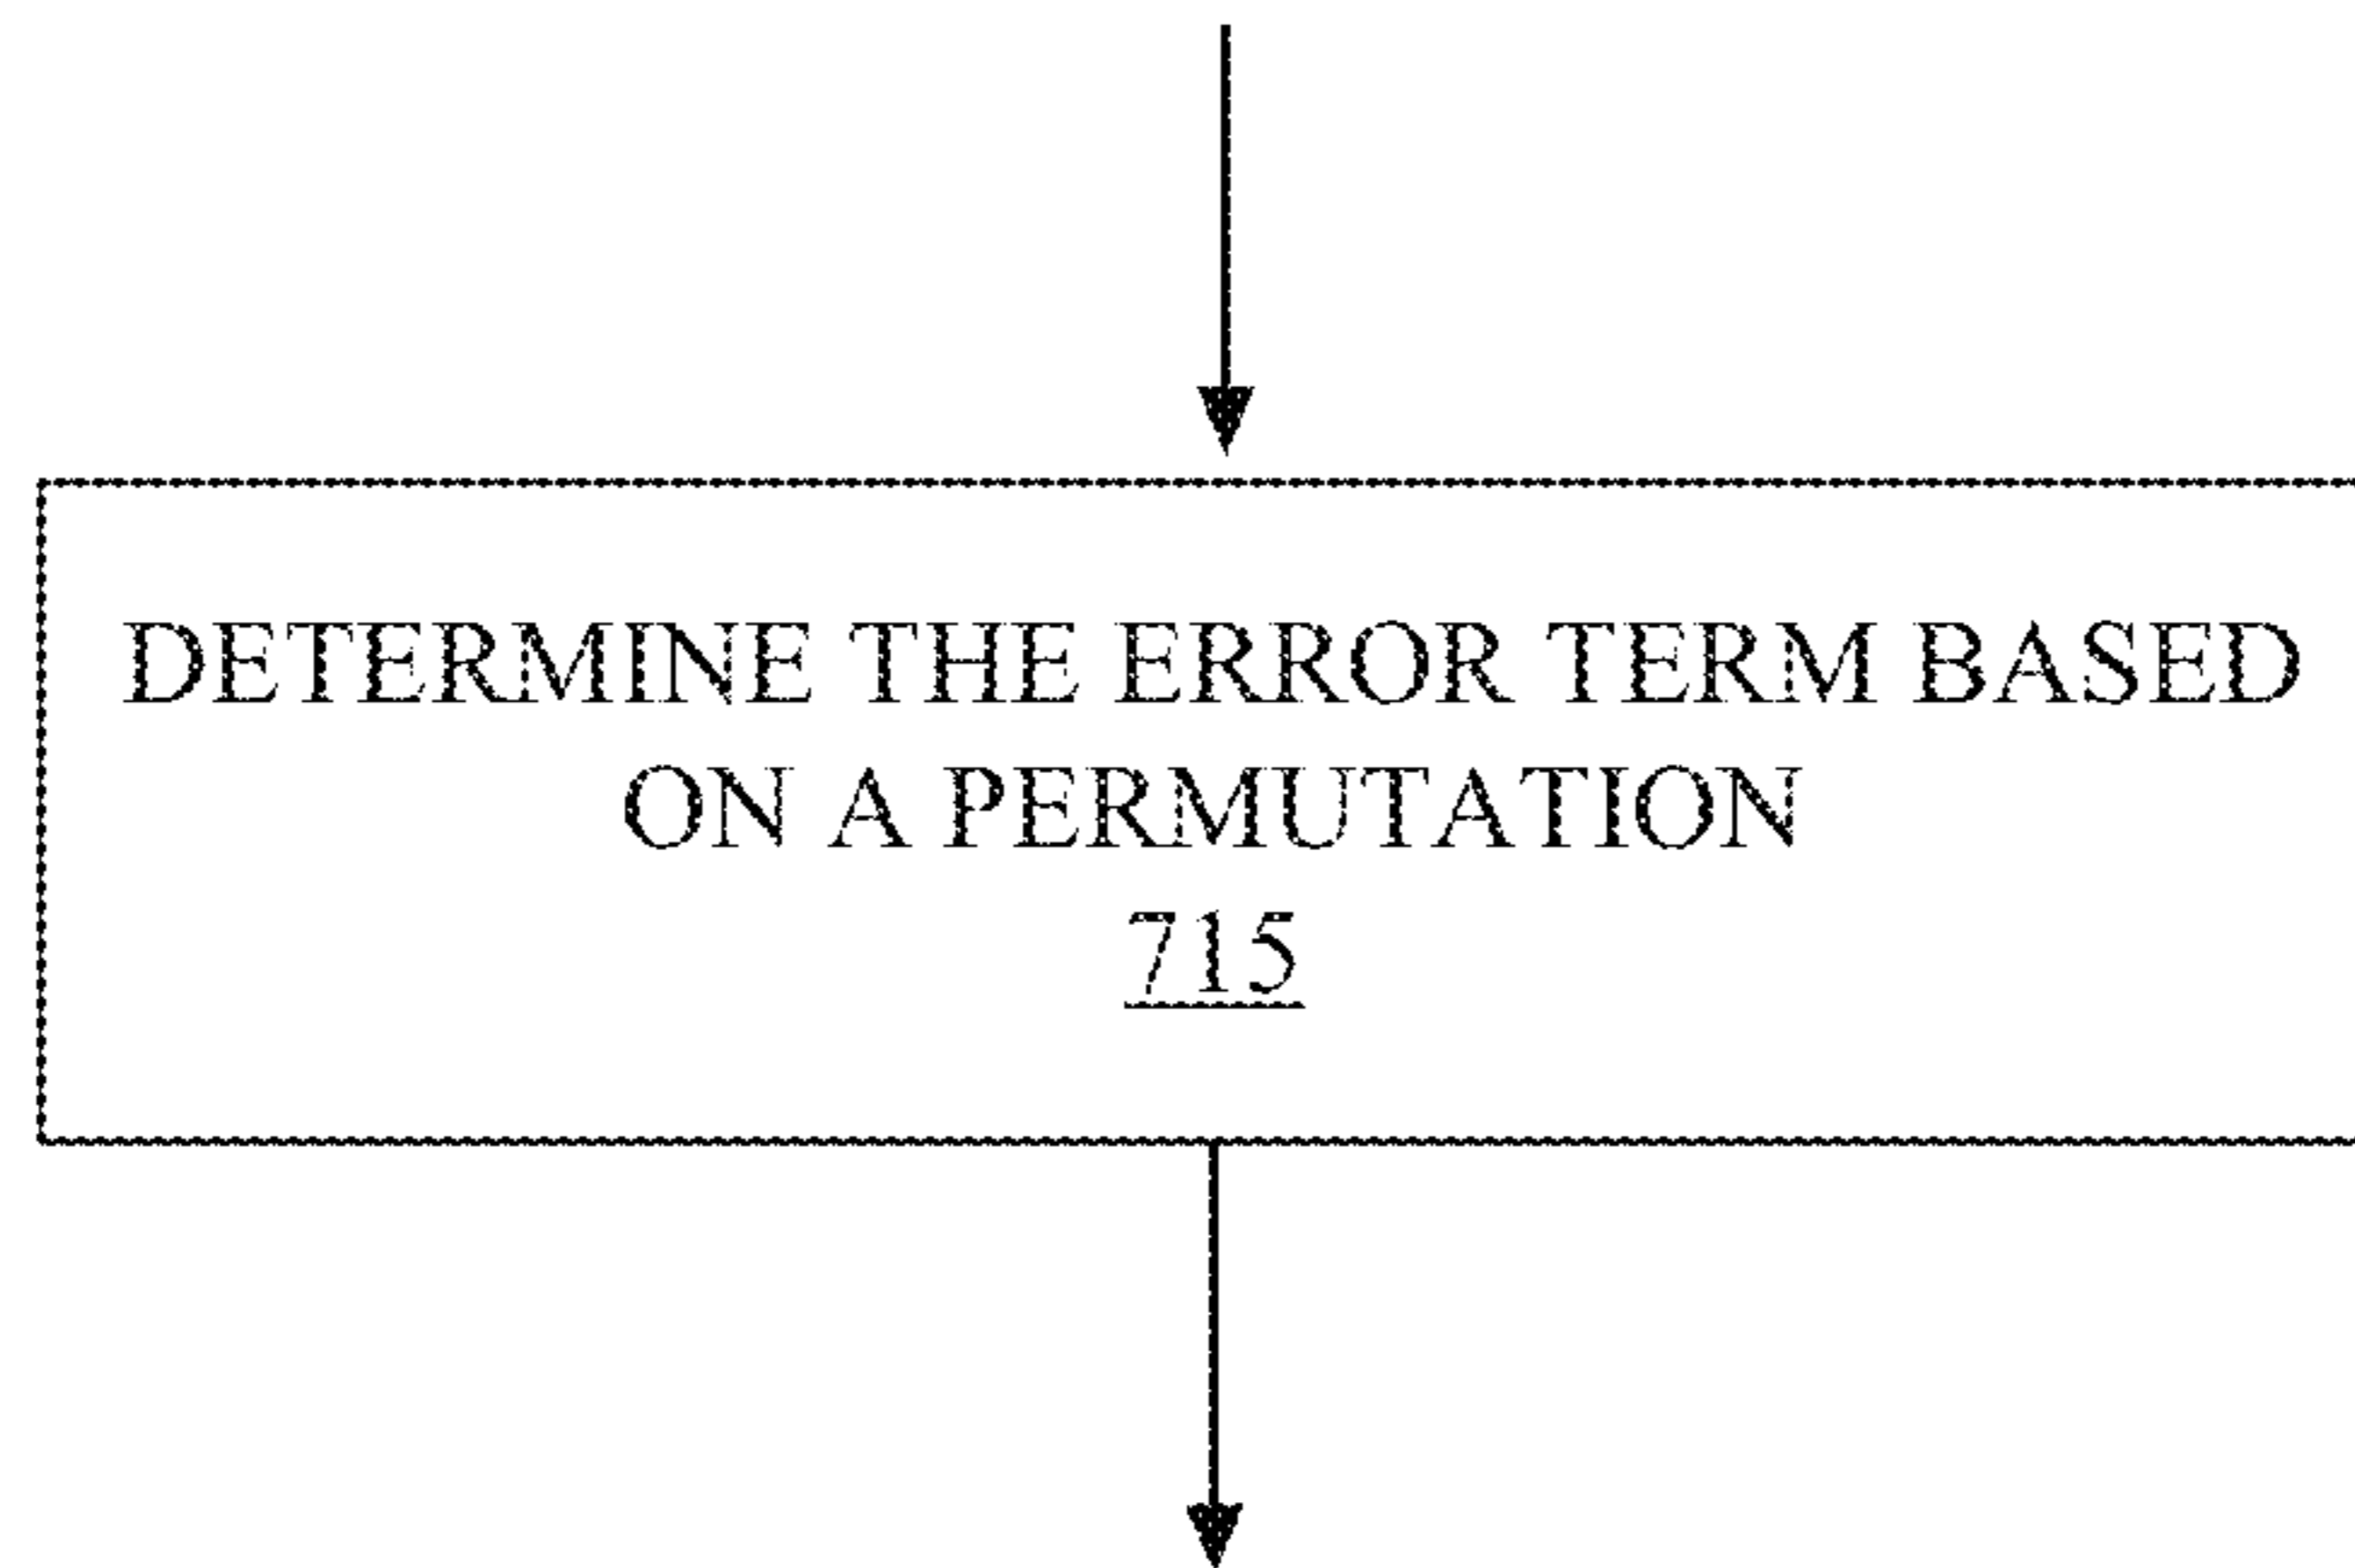 DETERMINE THE ERROR TERM BASED
ON A PERMUTATION
715